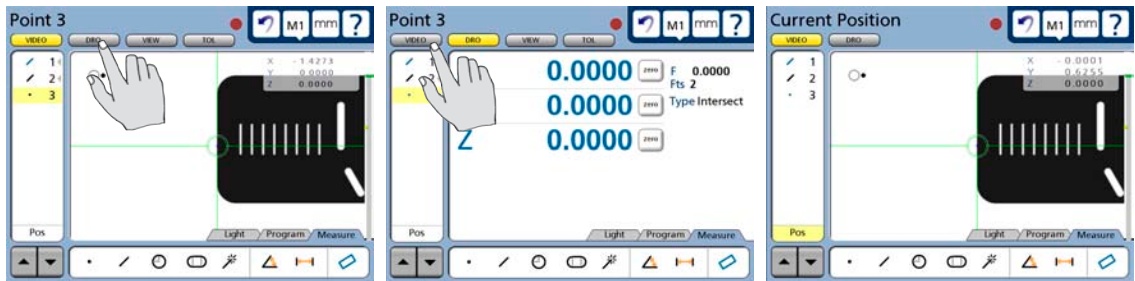 Point 3
M1 mm ?
VIDEO DRO VIEW TOL
1
2
3
X - 1.4273
Y 0.0000
Z 0.0000
Pos
Light Program Measure
Point 3
M1 mm ?
VIDEO DRO VIEW TOL
1
0.0000 zero
F 0.0000
Fts 2
Type Intersect
0.0000 zero
Z 0.0000 zero
Pos
Light Program Measure
Current Position
M1 mm ?
VIDEO DRO
1
2
3
X - 0.0001
Y 0.6255
Z 0.0000
Pos
Light Program Measure